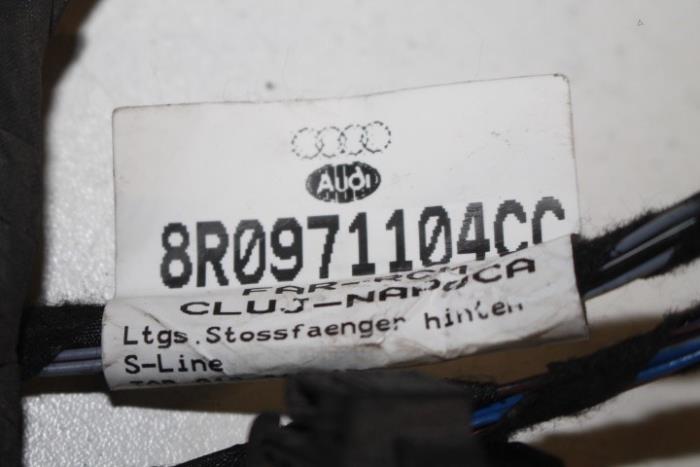 Audi
8R0971104CC
CLUJ-NAPOCA
Ltgs.Stossfaenger hinten
S-Line